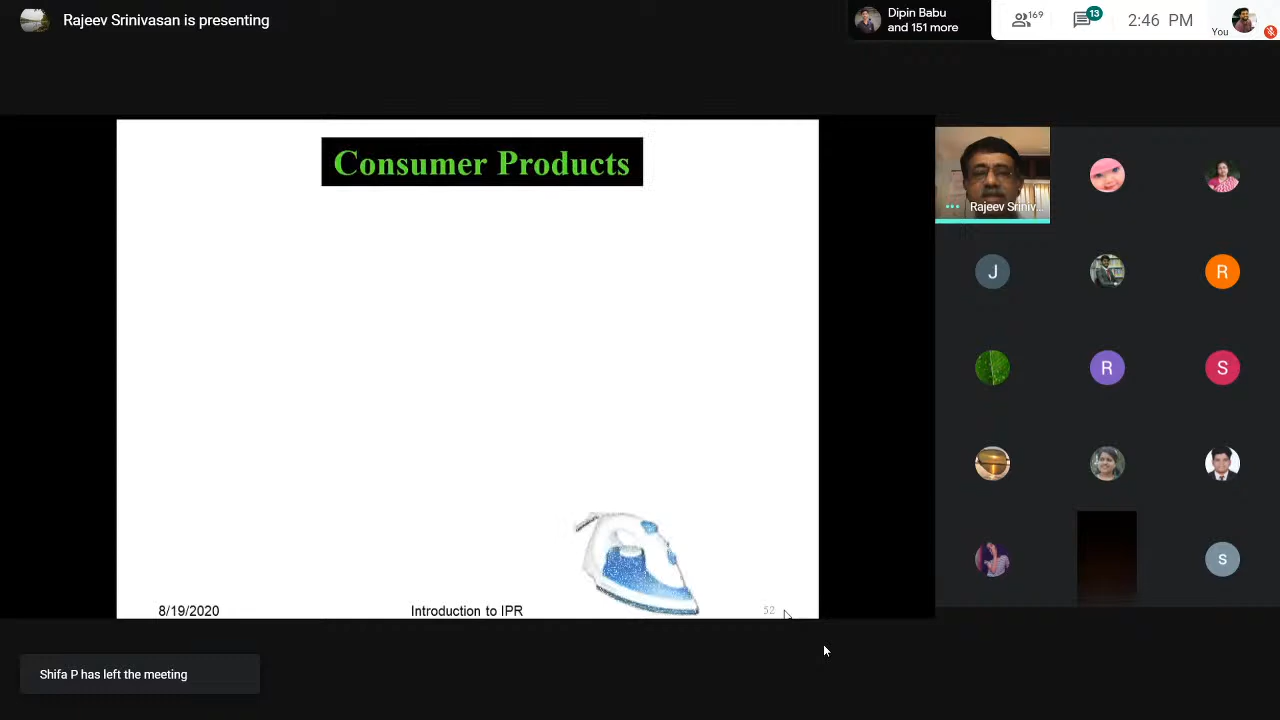 Rajeev Srinivasan is presenting
Dipin Babu
and 151 more
169
13
2:46 PM
You
Consumer Products
Rajeev Sriniv...
J
R
R
S
S
8/19/2020
Introduction to IPR
52
Shifa P has left the meeting